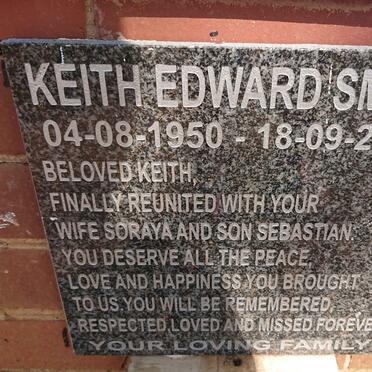 KEITH EDWARD SM
04-08-1950 - 18-09-2
BELOVED KEITH,
FINALLY REUNITED WITH YOUR
WIFE SORAYA AND SON SEBASTIAN.
YOU DESERVE ALL THE PEACE,
LOVE AND HAPPINESS YOU BROUGHT
TO US YOU WILL BE REMEMBERED,
RESPECTED,LOVED AND MISSED FOREVE
YOUR LOVING FAMILY